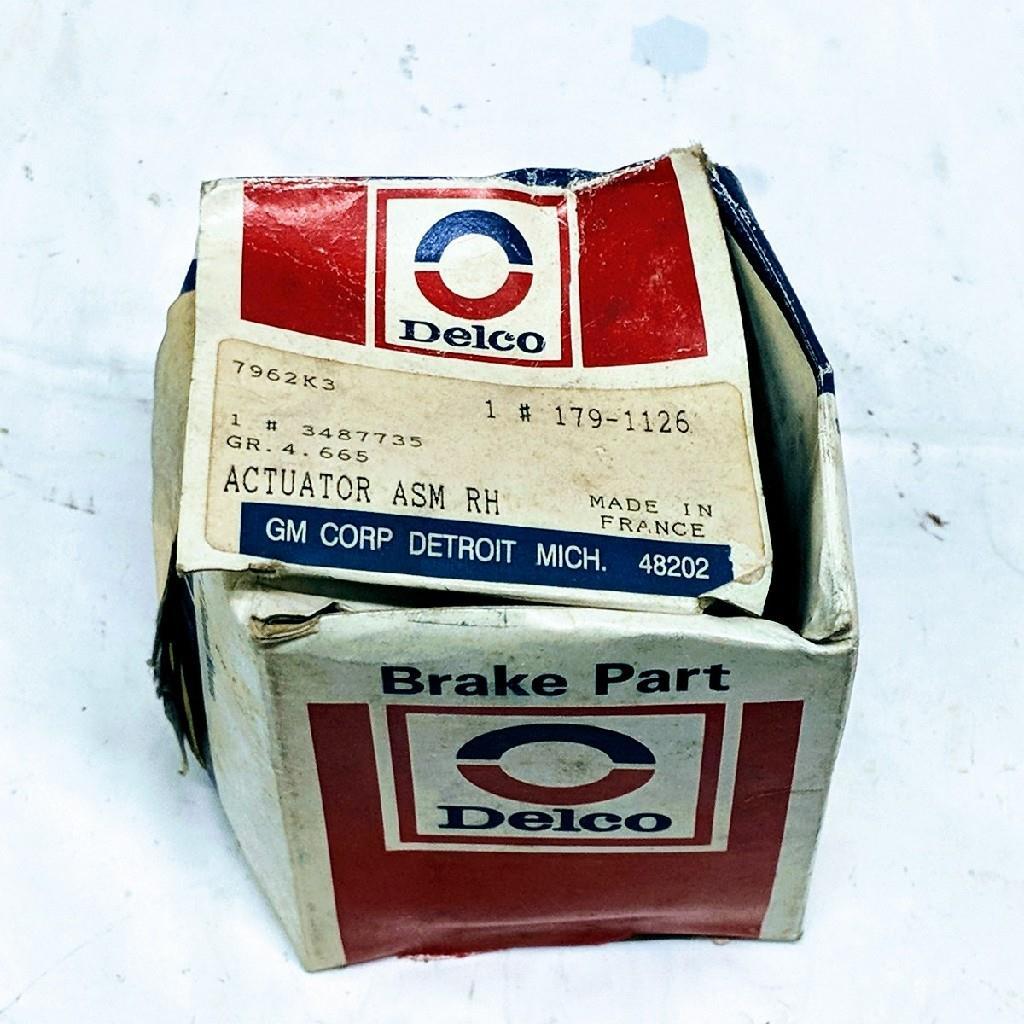 Delco
7962K3
1 # 179-1126
1 # 3487735
GR.4.665
ACTUATOR ASM RH
MADE IN
FRANCE
GM CORP DETROIT MICH. 48202
Brake Part
Delco